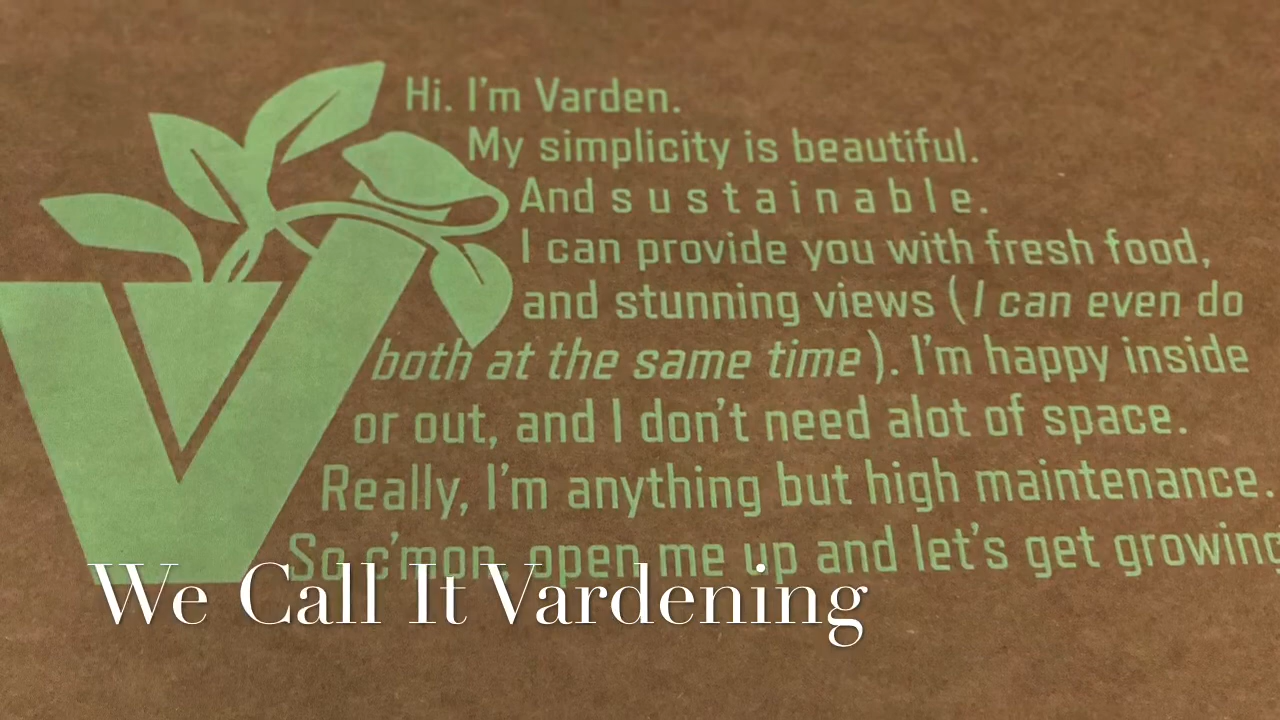 Hi. I'm Varden.
My simplicity is beautiful.
And s u s t a i n a b l e.
I can provide you with fresh food,
and stunning views (I can even do
both at the same time). I'm happy inside
or out, and I don't need alot of space.
Really, I'm anything but high maintenance.
So c'mon, open me up and let's get growing
We Call It Vardening